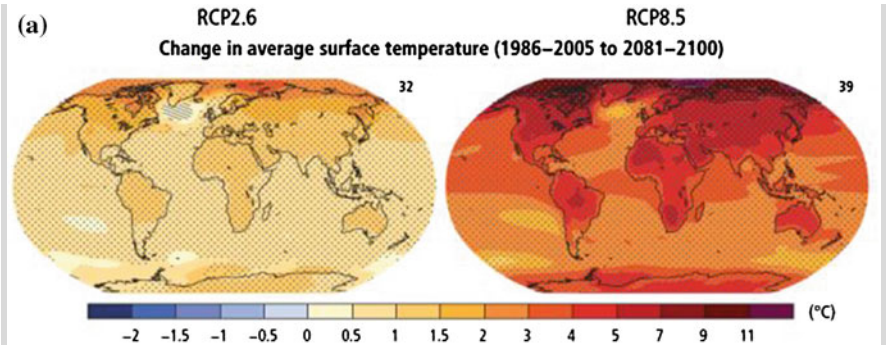 (a)
RCP2.6 RCP8.5
Change in average surface temperature (1986–2005 to 2081–2100)
32 39
(°C)
−2 −1.5 −1 −0.5 0 0.5 1 1.5 2 3 4 5 7 9 11